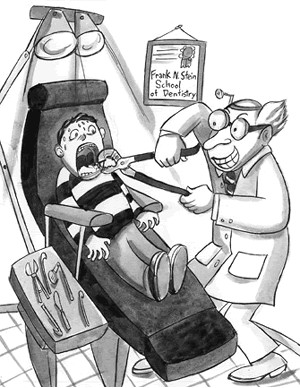 Frank N. Stein
School
of Dentistry